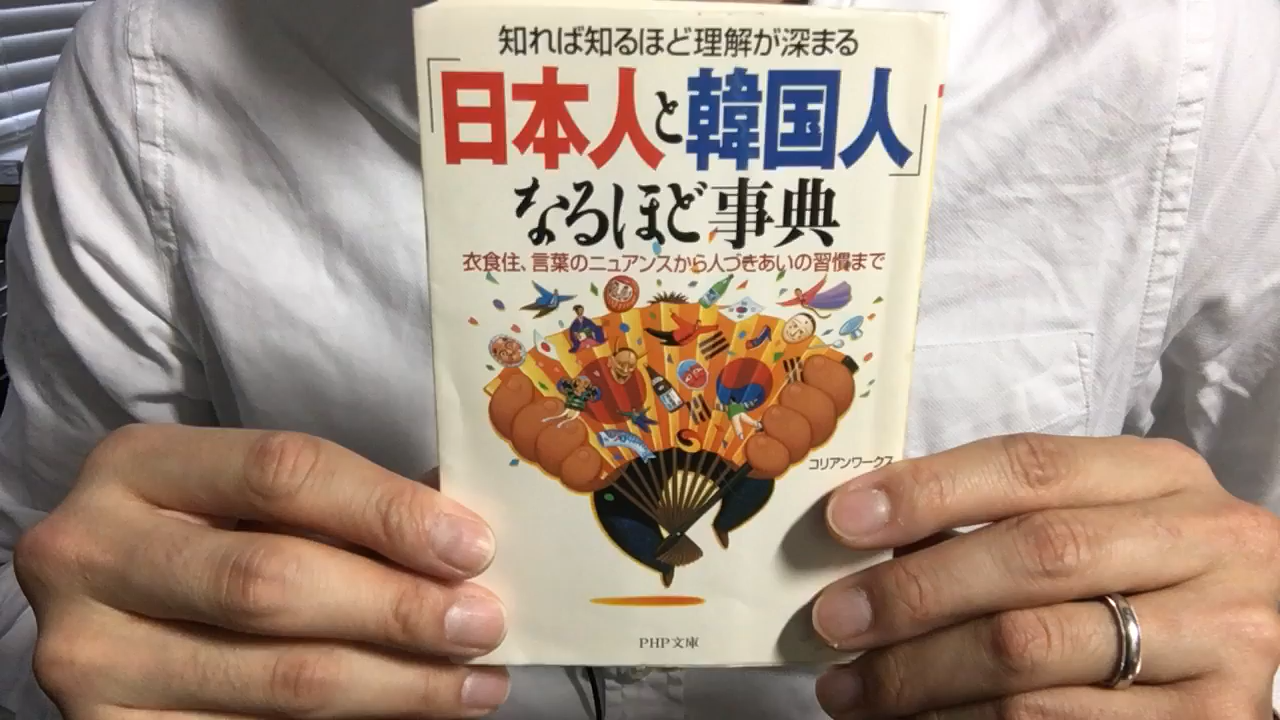 知れば知るほど理解が深まる
「日本人と韓国人」
なるほど事典
衣食住、言葉のニュアンスから人づきあいの習慣まで
コリアンワークス
PHP文庫